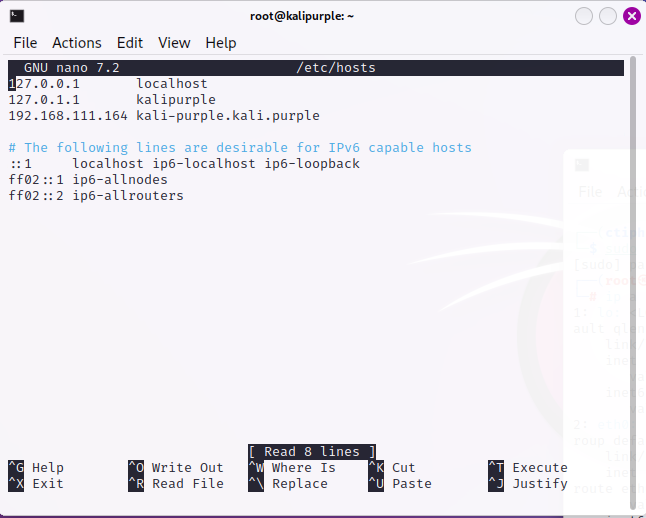 root@kalipurple: ~
File Actions Edit View Help
GNU nano 7.2 /etc/hosts
127.0.0.1 localhost
127.0.1.1 kalipurple
192.168.111.164 kali-purple.kali.purple
# The following lines are desirable for IPv6 capable hosts
::1 localhost ip6-localhost ip6-loopback
ff02::1 ip6-allnodes
ff02::2 ip6-allrouters
[ Read 8 lines ]
^G Help ^O Write Out ^W Where Is ^K Cut ^T Execute
^X Exit ^R Read File ^\ Replace ^U Paste ^J Justify
File
[sudo]